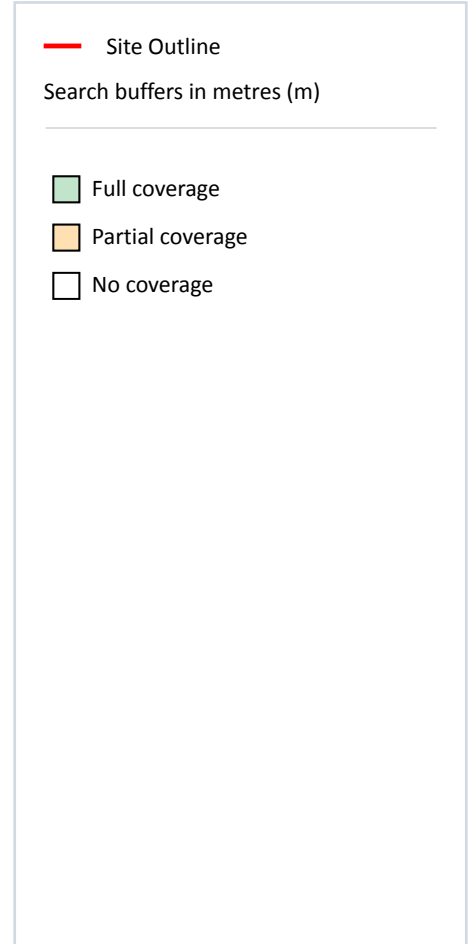 Site Outline
Search buffers in metres (m)
Full coverage
Partial coverage
No coverage